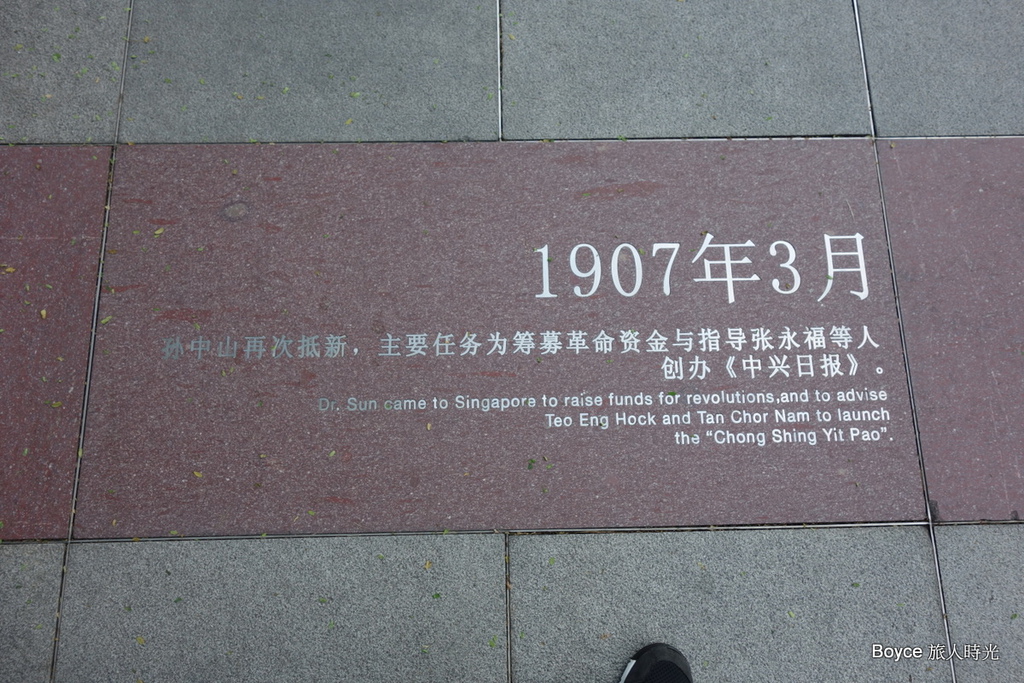 1907年3月
孙中山再次抵新，主要任务为筹募革命资金与指导张永福等人
创办《中兴日报》。
Dr. Sun came to Singapore to raise funds for revolutions,and to advise
Teo Eng Hock and Tan Chor Nam to launch
the “Chong Shing Yit Pao”.
Boyce 旅人時光